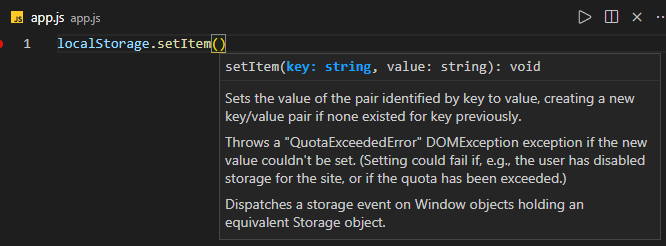 JS app.js app.js
1 localStorage.setItem()
setItem(key: string, value: string): void
Sets the value of the pair identified by key to value, creating a new
key/value pair if none existed for key previously.
Throws a "QuotaExceededError" DOMException exception if the new
value couldn't be set. (Setting could fail if, e.g., the user has disabled
storage for the site, or if the quota has been exceeded.)
Dispatches a storage event on Window objects holding an
equivalent Storage object.